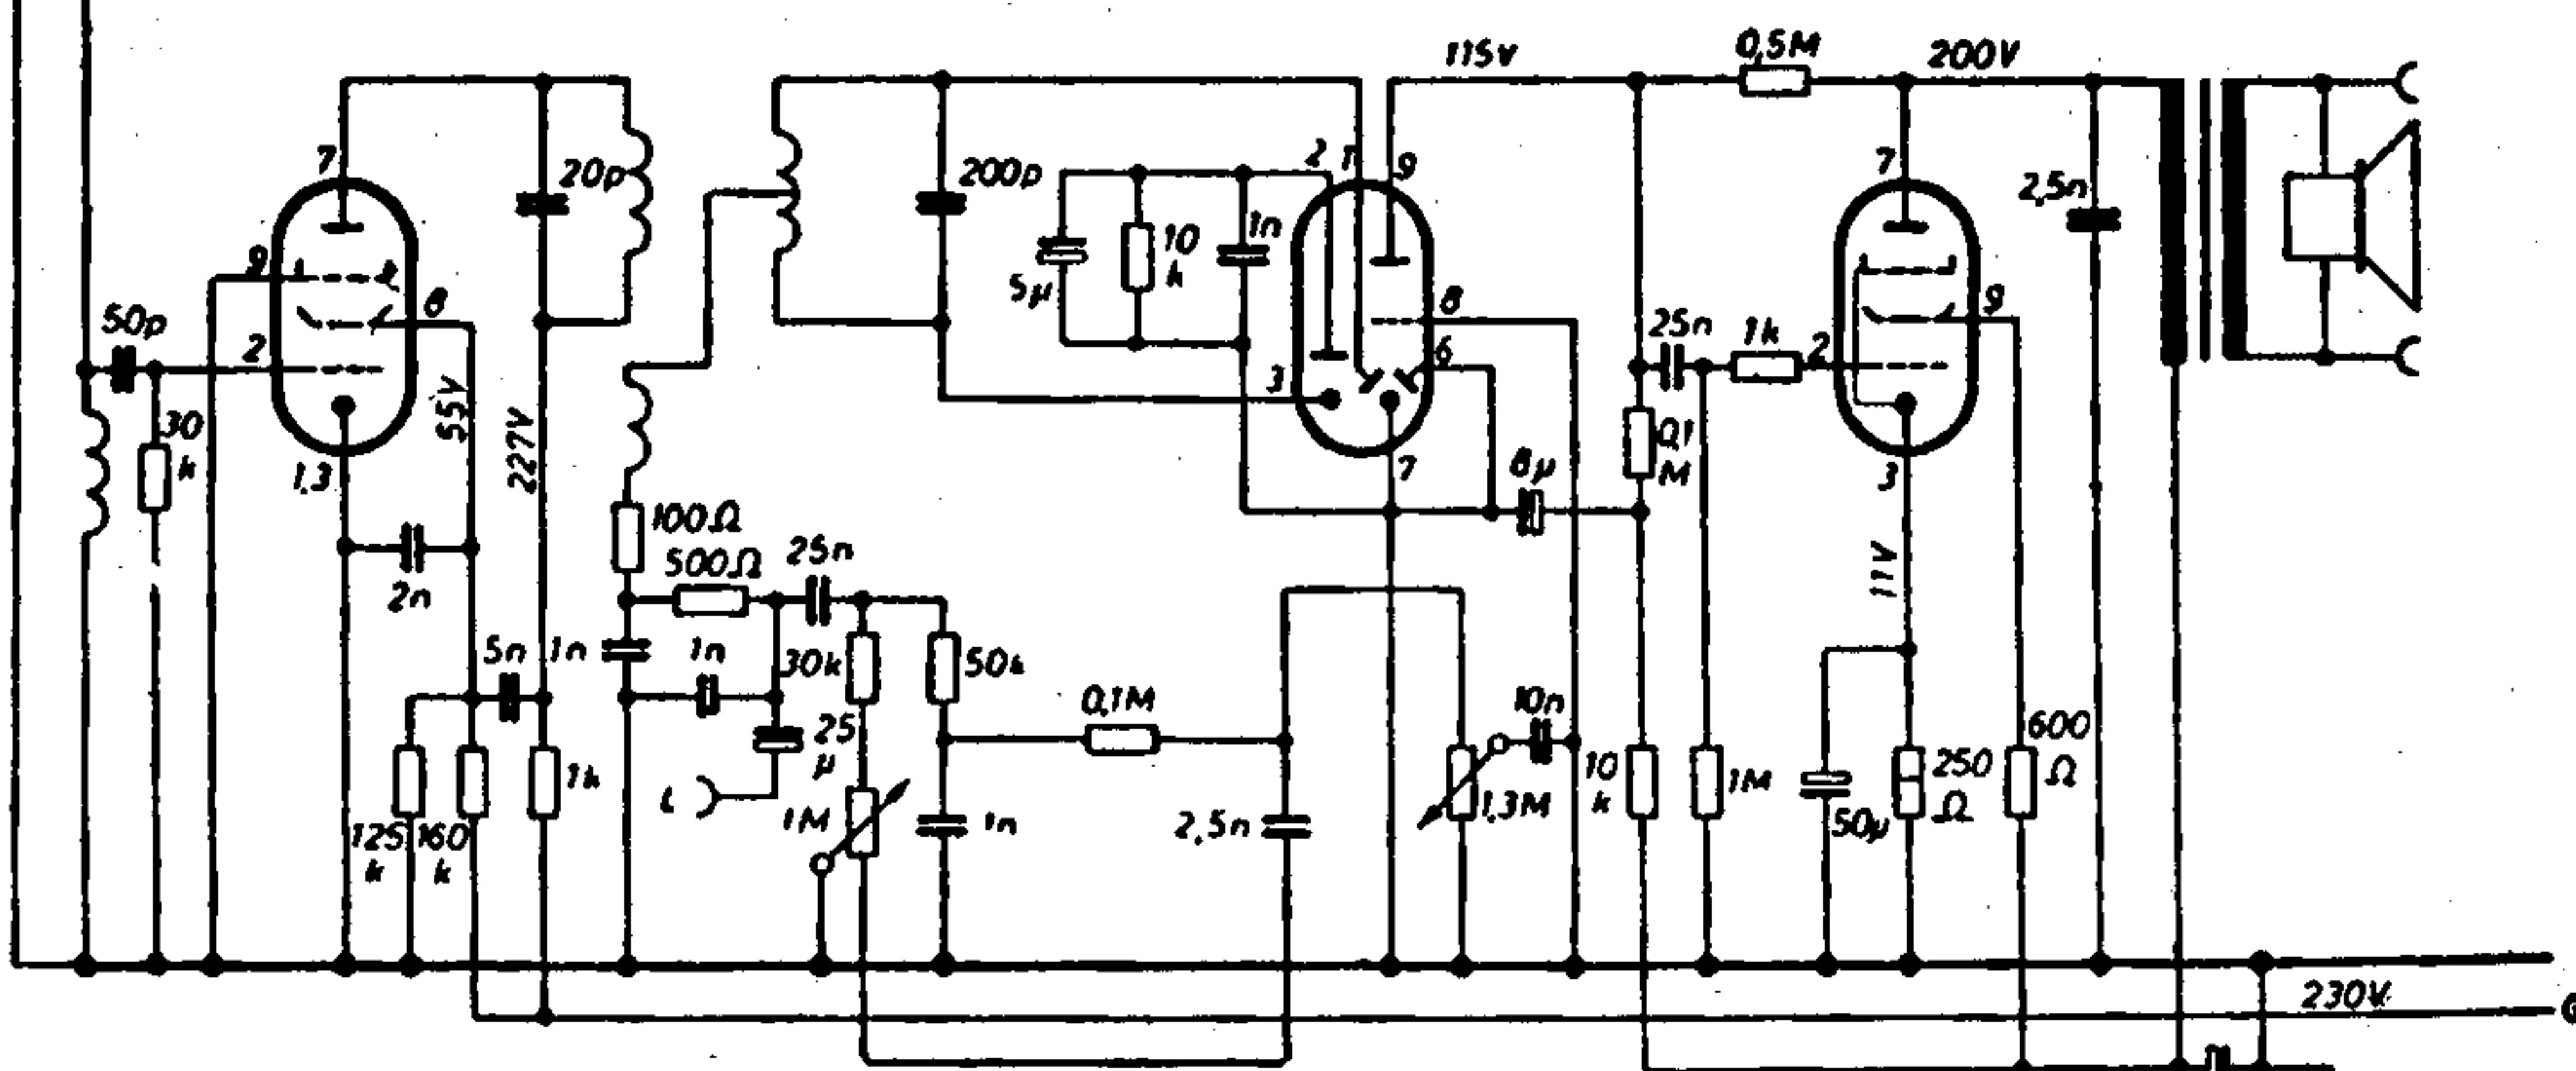 115V
0,5M
200V
7
20p
200p
2
1
9
7
2,5n
9
10
k
1n
5µ
8
50p
8
25n
1k
9
2
6
2
3
55V
30
k
227V
0,1
M
1,3
7
8µ
3
100Ω
500Ω
25n
11V
2n
5n
1n
1n
30k
50k
0,1M
10n
25
µ
600
Ω
1k
L
1M
1n
2,5n
1,3M
10
k
1M
250
Ω
50µ
125
k
160
k
230V